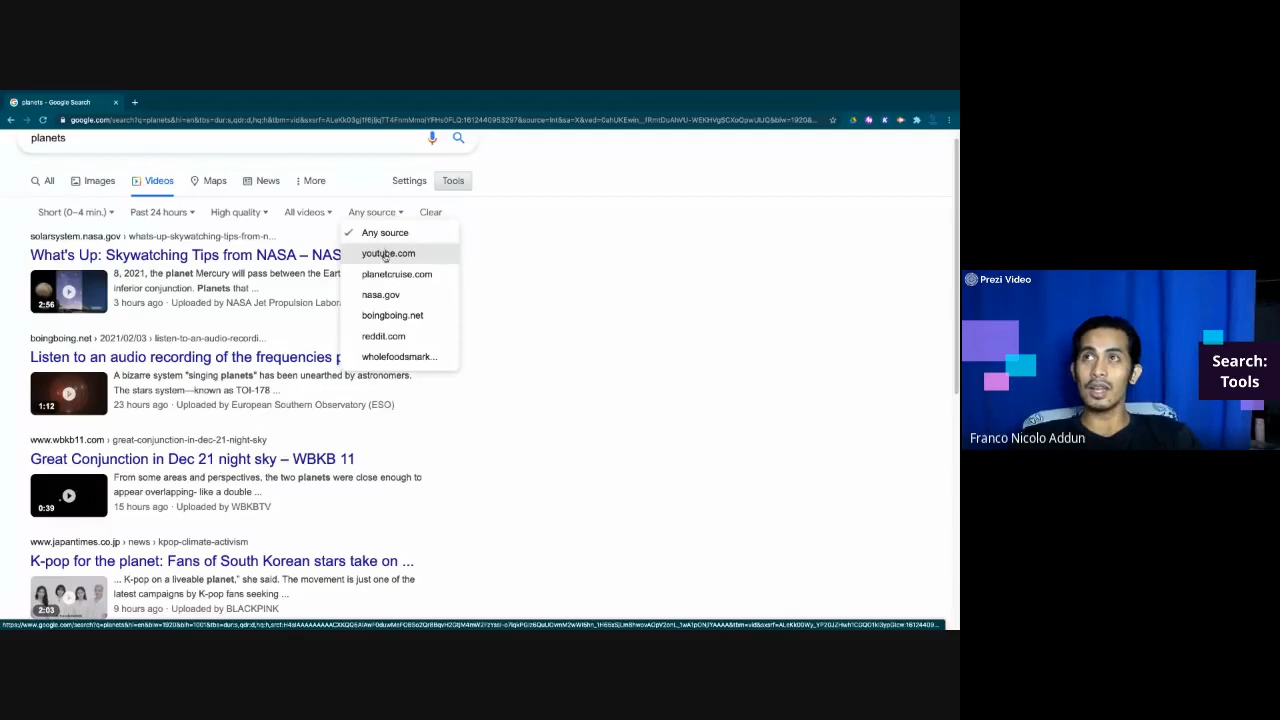 planets - Google Search
planets
All Images Videos Maps News More Settings Tools
Short (0–4 min.) Past 24 hours High quality All videos Any source Clear
Any source
youtube.com
planetcruise.com
nasa.gov
boingboing.net
reddit.com
wholefoodsmark...
solarsystem.nasa.gov › whats-up-skywatching-tips-from-n...
What's Up: Skywatching Tips from NASA – NAS
8, 2021, the planet Mercury will pass between the Eart
inferior conjunction. Planets that ...
2:56
3 hours ago · Uploaded by NASA Jet Propulsion Labora
boingboing.net › 2021/02/03 › listen-to-an-audio-recordi...
Listen to an audio recording of the frequencies p
A bizarre system "singing planets" has been unearthed by astronomers.
The stars system—known as TOI-178 ...
1:12
23 hours ago · Uploaded by European Southern Observatory (ESO)
www.wbkb11.com › great-conjunction-in-dec-21-night-sky
Great Conjunction in Dec 21 night sky – WBKB 11
From some areas and perspectives, the two planets were close enough to
appear overlapping- like a double ...
0:39
15 hours ago · Uploaded by WBKBTV
www.japantimes.co.jp › news › kpop-climate-activism
K-pop for the planet: Fans of South Korean stars take on ...
... K-pop on a liveable planet," she said. The movement is just one of the
latest campaigns by K-pop fans seeking ...
2:03
9 hours ago · Uploaded by BLACKPINK
Prezi Video
Search:
Tools
Franco Nicolo Addun